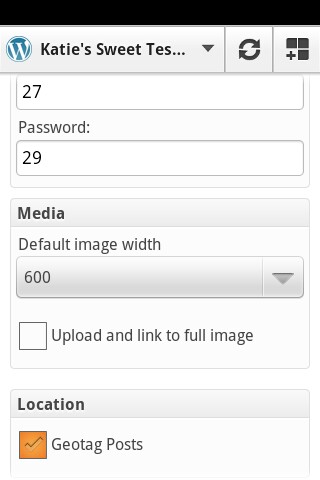 Katie's Sweet Tes...
27
Password:
29
Media
Default image width
600
Upload and link to full image
Location
Geotag Posts